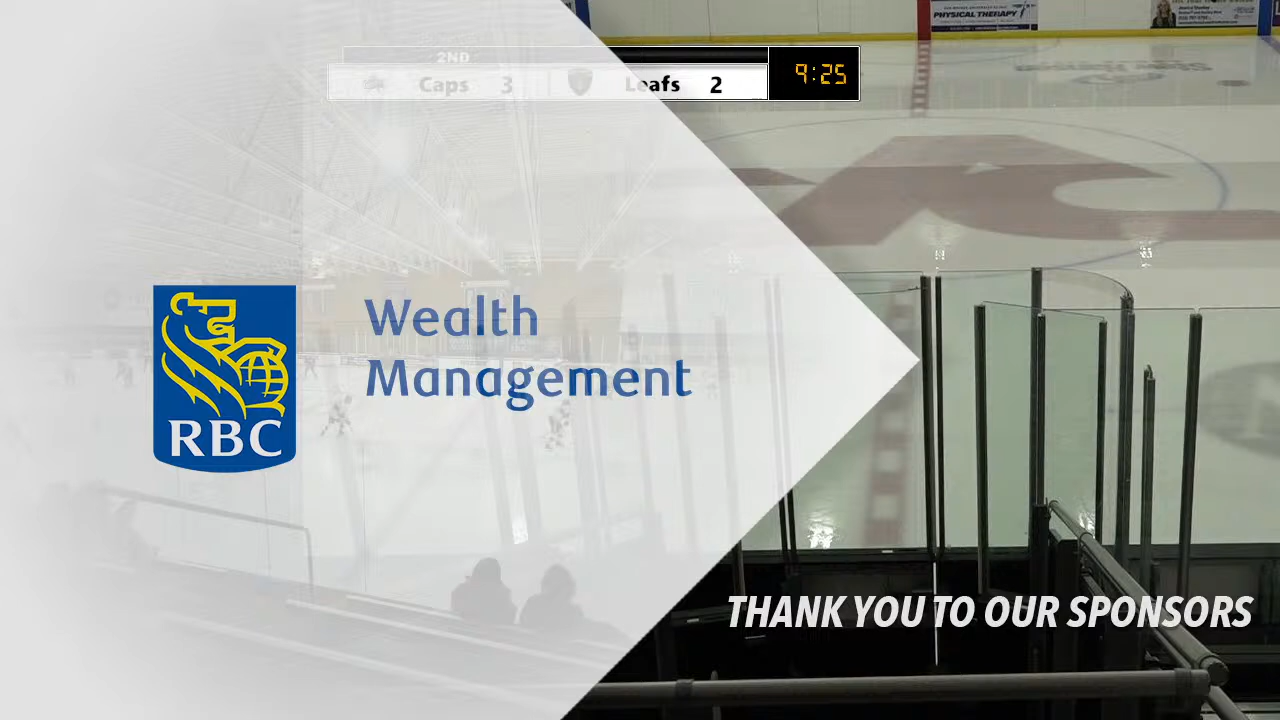 PHYSICAL THERAPY
2ND
Caps 3 Leafs 2 9:25
Wealth
Management
RBC
THANK YOU TO OUR SPONSORS